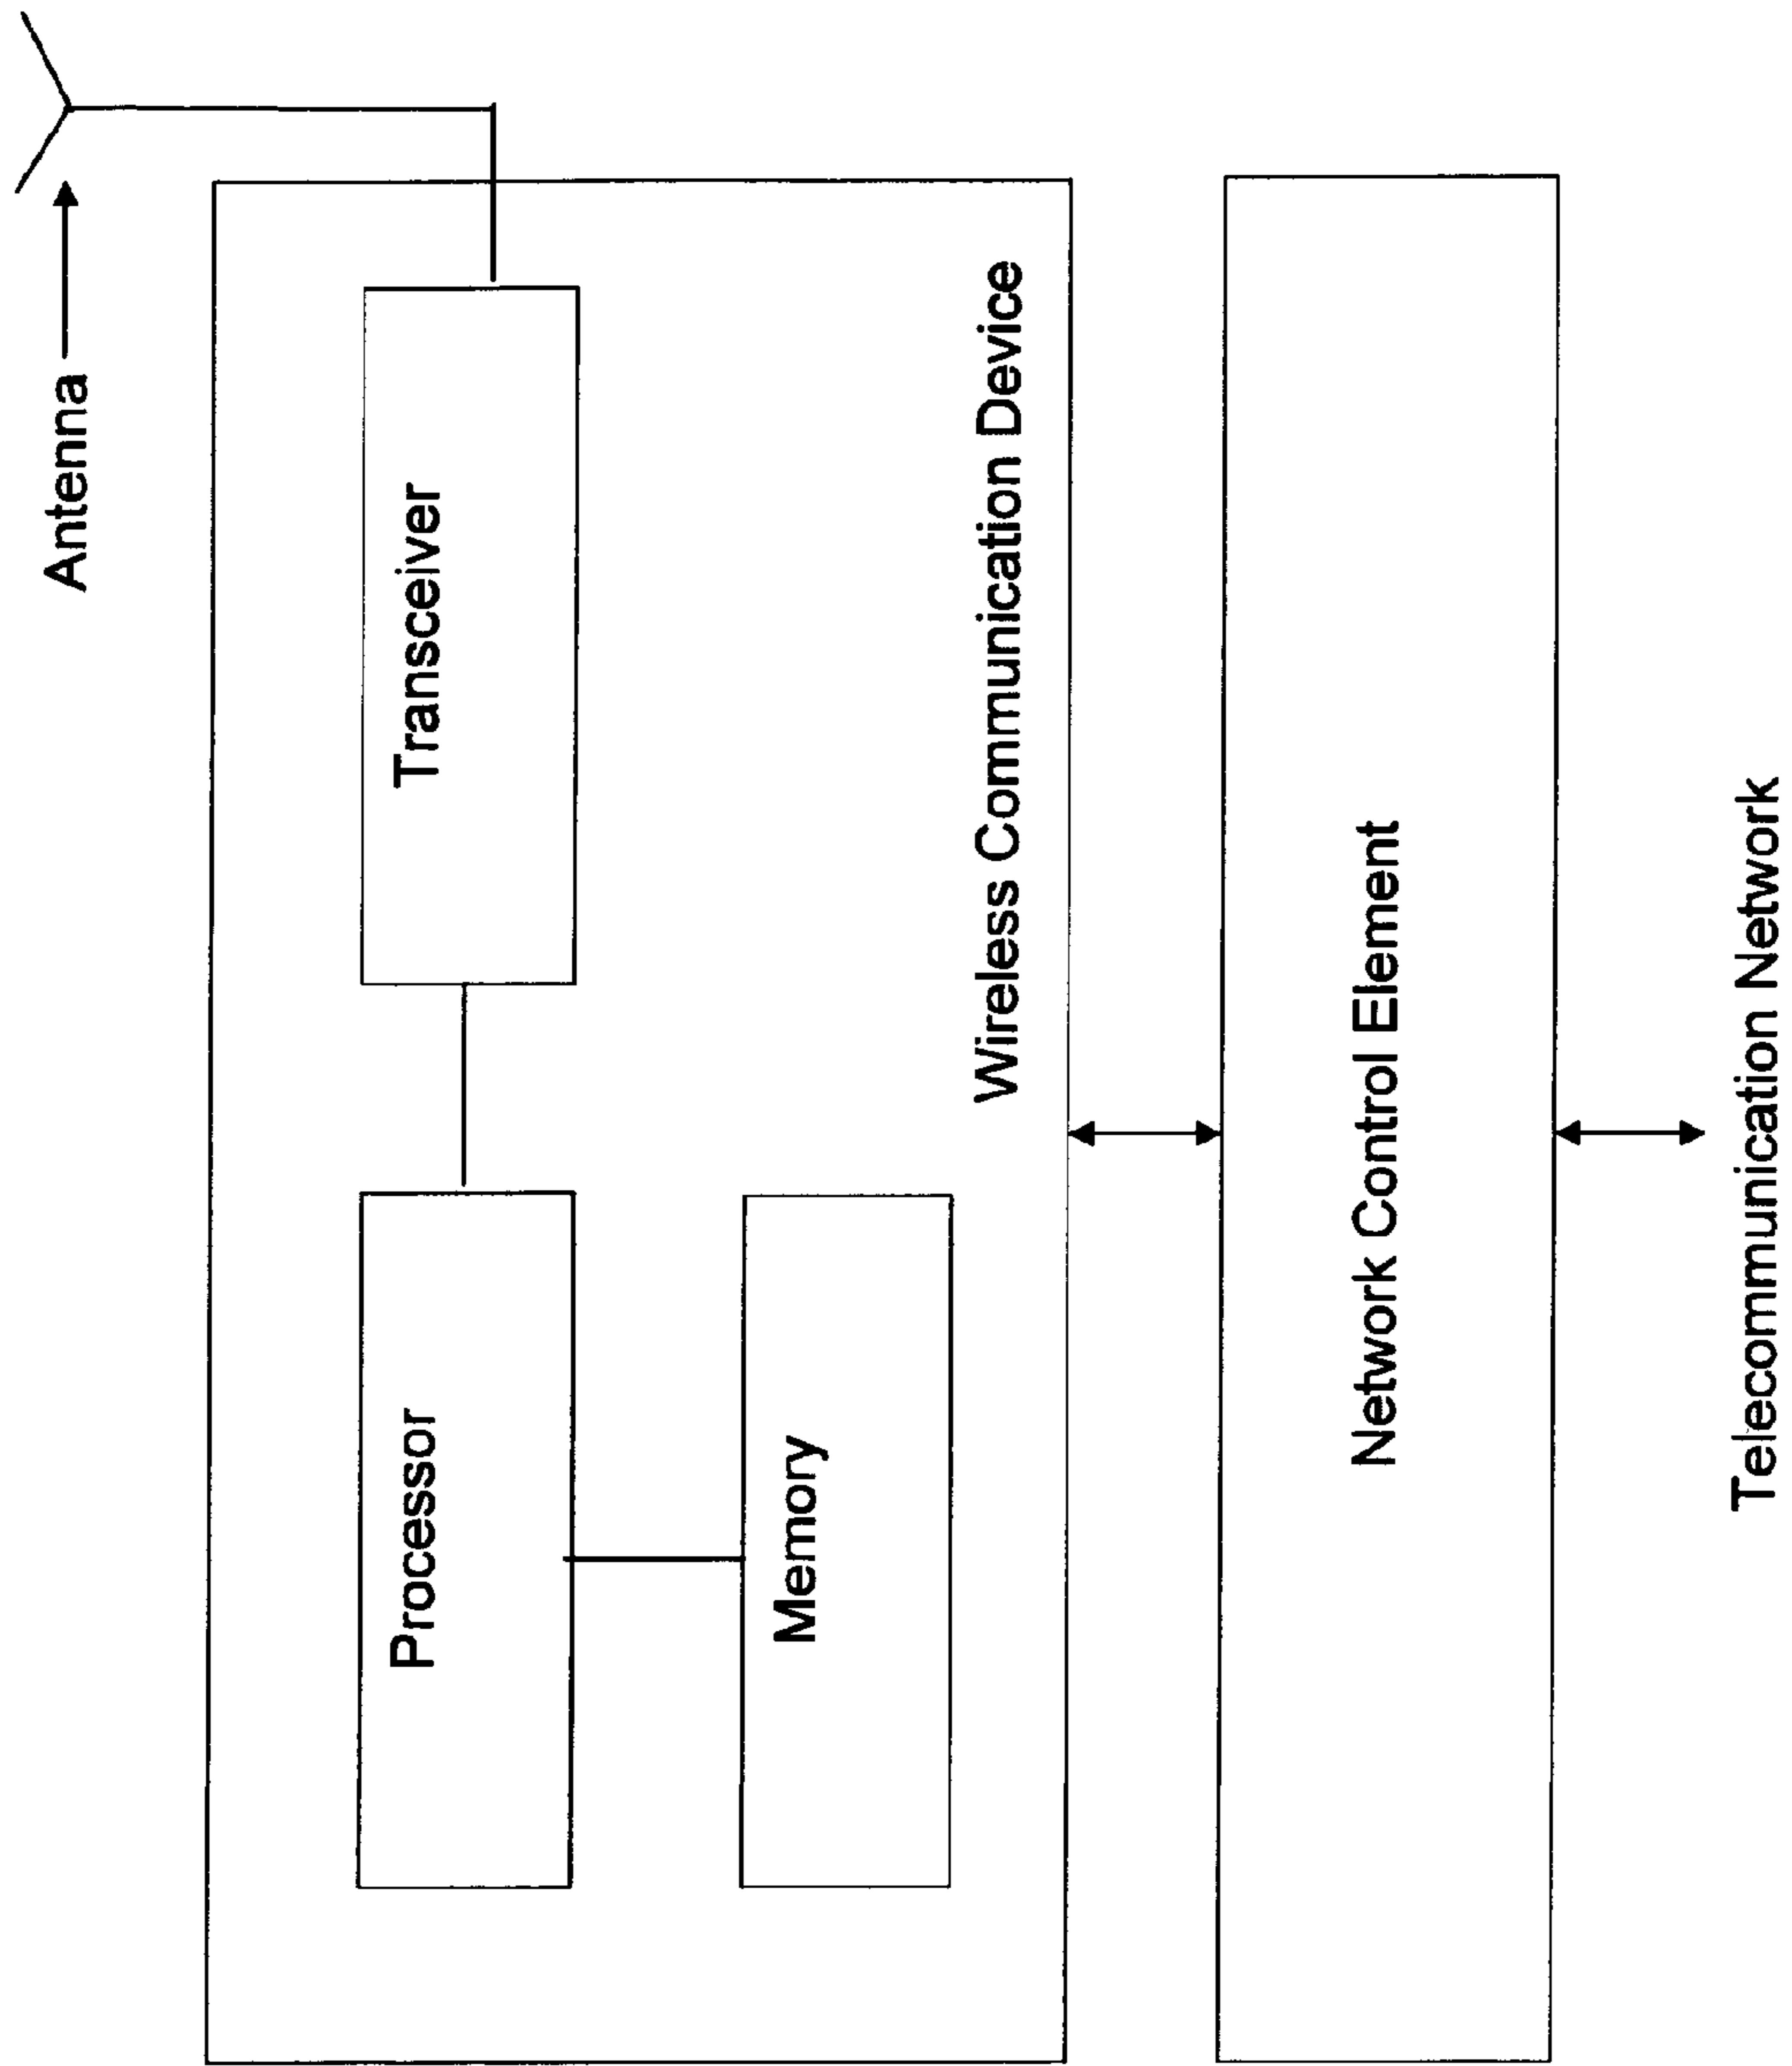 Antenna
Processor
Transceiver
Memory
Wireless Communication Device
Network Control Element
Telecommunication Network